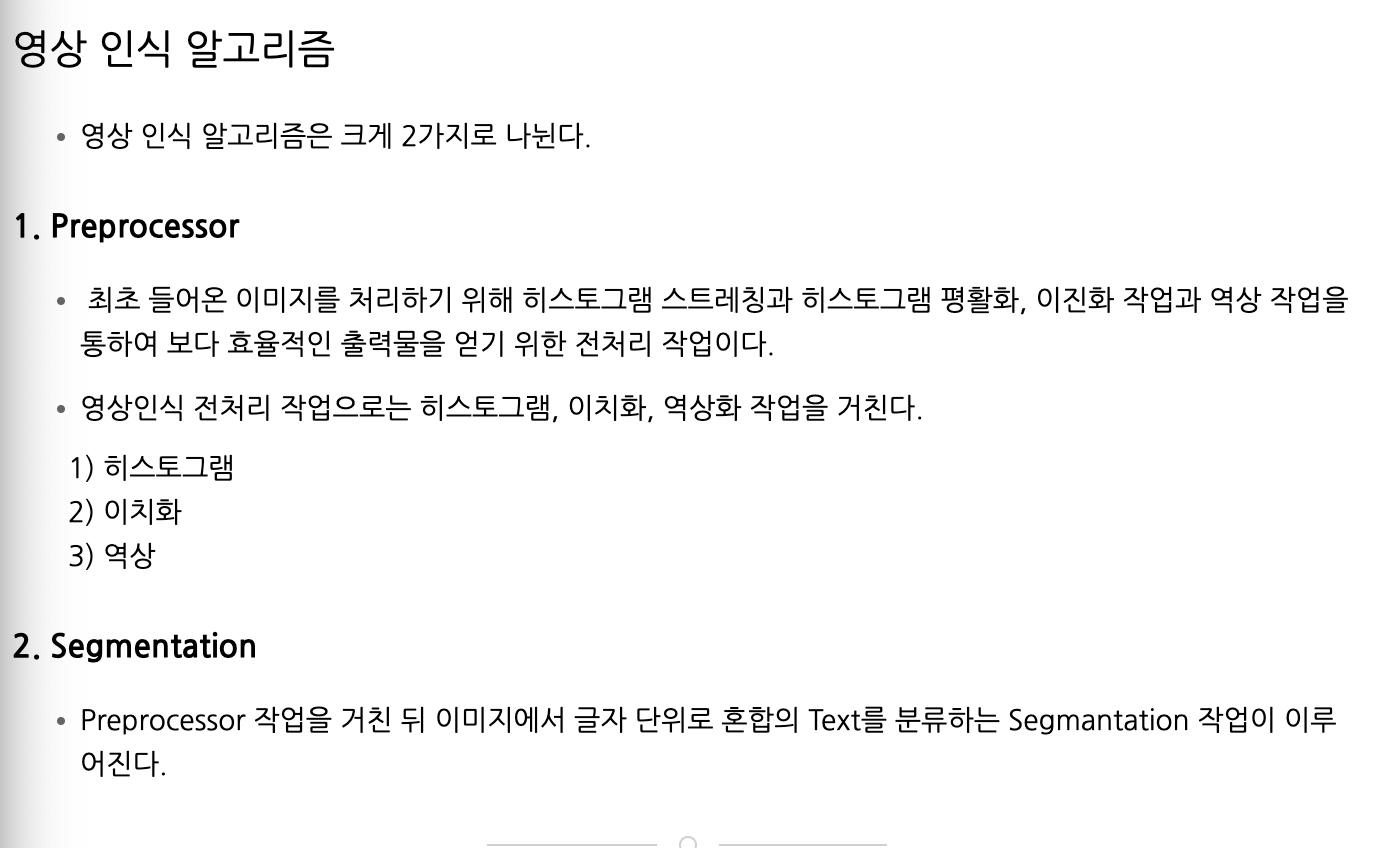 영상 인식 알고리즘
• 영상 인식 알고리즘은 크게 2가지로 나뉜다.
1. Preprocessor
• 최초 들어온 이미지를 처리하기 위해 히스토그램 스트레칭과 히스토그램 평활화, 이진화 작업과 역상 작업을
통하여 보다 효율적인 출력물을 얻기 위한 전처리 작업이다.
• 영상인식 전처리 작업으로는 히스토그램, 이치화, 역상화 작업을 거친다.
1) 히스토그램
2) 이치화
3) 역상
2. Segmentation
• Preprocessor 작업을 거친 뒤 이미지에서 글자 단위로 혼합의 Text를 분류하는 Segmantation 작업이 이루
어진다.